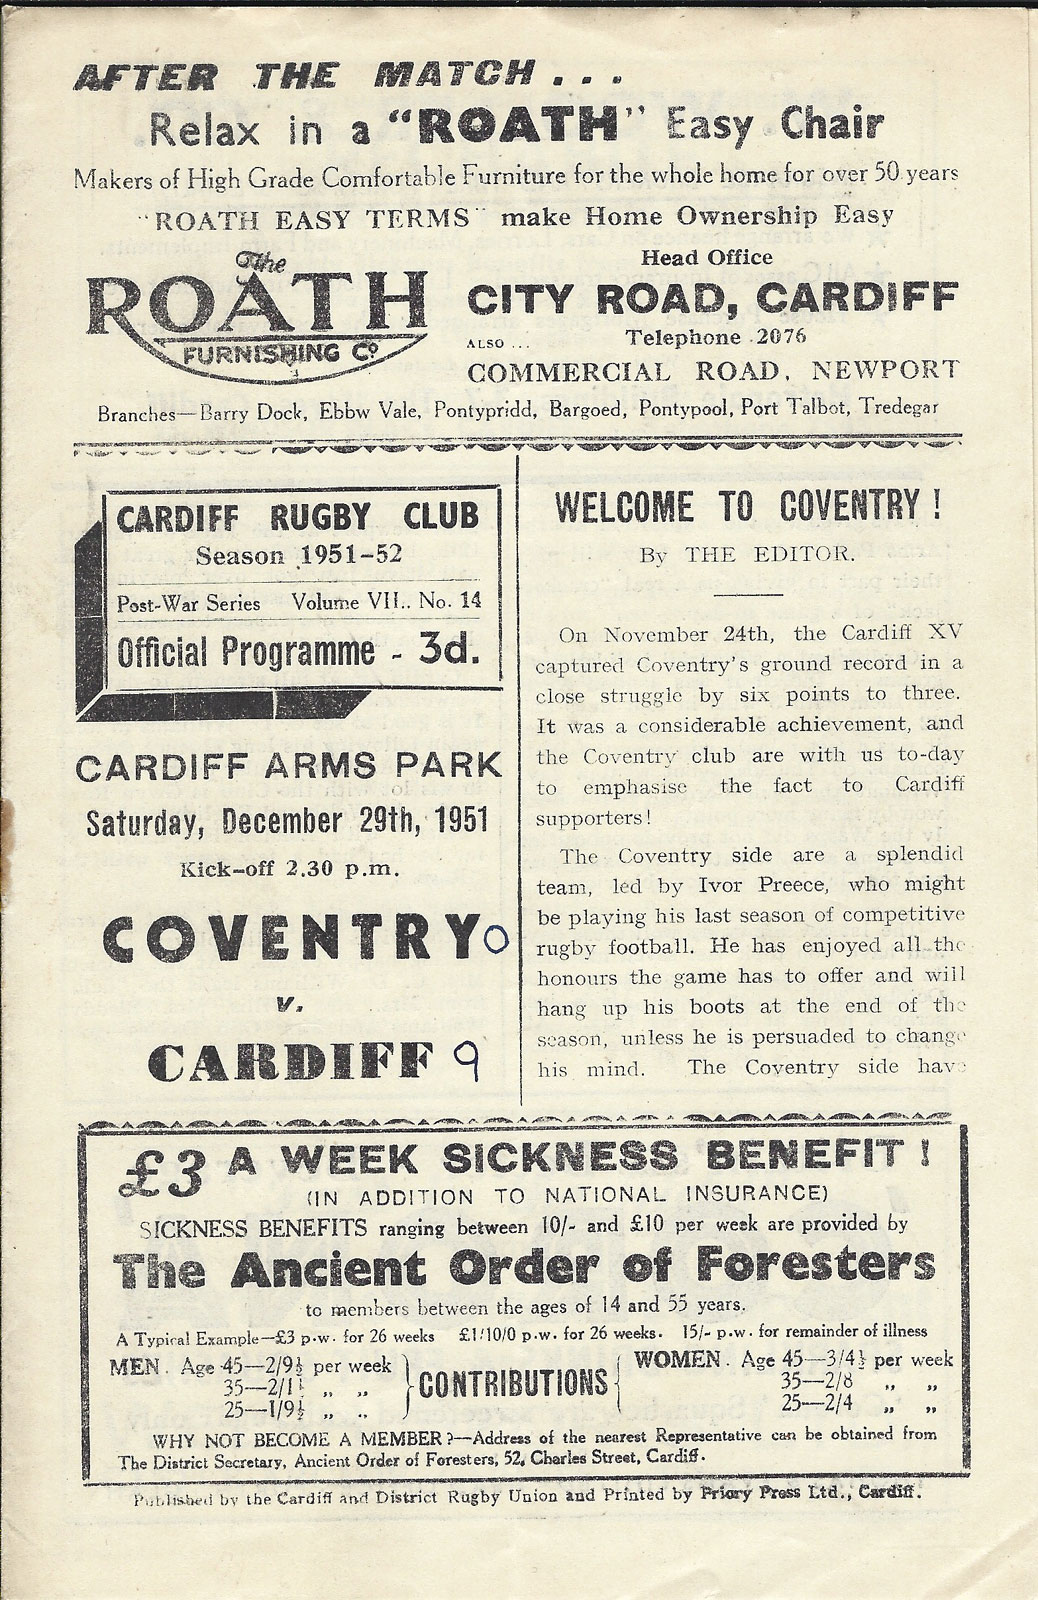 AFTER THE MATCH . . .
Relax in a "ROATH" Easy Chair
Makers of High Grade Comfortable Furniture for the whole home for over 50 years
"ROATH EASY TERMS" make Home Ownership Easy
The
ROATH
FURNISHING Co
Head Office
CITY ROAD, CARDIFF
Telephone 2076
ALSO ...
COMMERCIAL ROAD, NEWPORT
Branches—Barry Dock, Ebbw Vale, Pontypridd, Bargoed, Pontypool, Port Talbot, Tredegar
CARDIFF RUGBY CLUB
Season 1951-52
Post-War Series Volume VII.. No. 14
Official Programme - 3d.
CARDIFF ARMS PARK
Saturday, December 29th, 1951
Kick-off 2.30 p.m.
COVENTRY 0
v.
CARDIFF 9
WELCOME TO COVENTRY !
By THE EDITOR.
On November 24th, the Cardiff XV
captured Coventry's ground record in a
close struggle by six points to three.
It was a considerable achievement, and
the Coventry club are with us to-day
to emphasise the fact to Cardiff
supporters!
The Coventry side are a splendid
team, led by Ivor Preece, who might
be playing his last season of competitive
rugby football. He has enjoyed all the
honours the game has to offer and will
hang up his boots at the end of the
season, unless he is persuaded to change
his mind. The Coventry side have
£3 A WEEK SICKNESS BENEFIT !
(IN ADDITION TO NATIONAL INSURANCE)
SICKNESS BENEFITS ranging between 10/- and £10 per week are provided by
The Ancient Order of Foresters
to members between the ages of 14 and 55 years.
A Typical Example—£3 p.w. for 26 weeks £1/10/0 p.w. for 26 weeks. 15/- p.w. for remainder of illness
MEN. Age 45—2/9½ per week
35—2/1½ „ „
25—1/9½ „ „
CONTRIBUTIONS
WOMEN. Age 45—3/4½ per week
35—2/8 „ „
25—2/4 „ „
WHY NOT BECOME A MEMBER?—Address of the nearest Representative can be obtained from
The District Secretary, Ancient Order of Foresters, 52, Charles Street, Cardiff.
Published by the Cardiff and District Rugby Union and Printed by Priory Press Ltd., Cardiff.